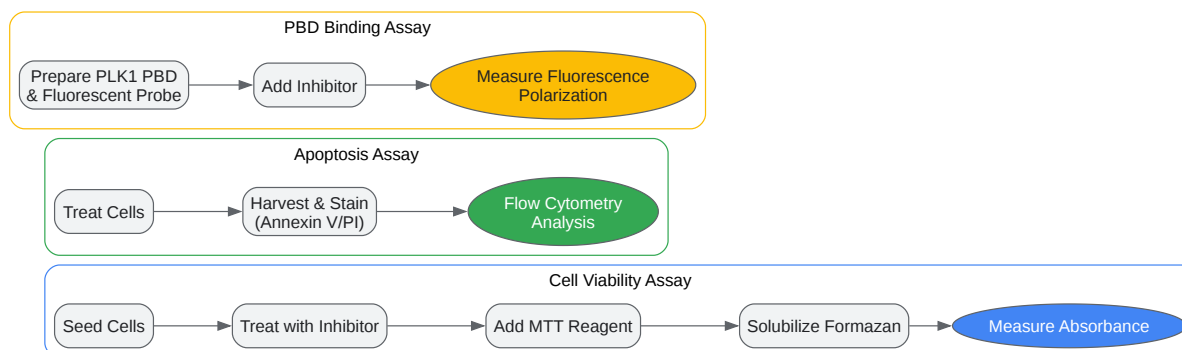 PBD Binding Assay
Prepare PLK1 PBD
& Fluorescent Probe
Add Inhibitor
Measure Fluorescence
Polarization
Apoptosis Assay
Treat Cells
Harvest & Stain
(Annexin V/PI)
Flow Cytometry
Analysis
Cell Viability Assay
Seed Cells
Treat with Inhibitor
Add MTT Reagent
Solubilize Formazan
Measure Absorbance